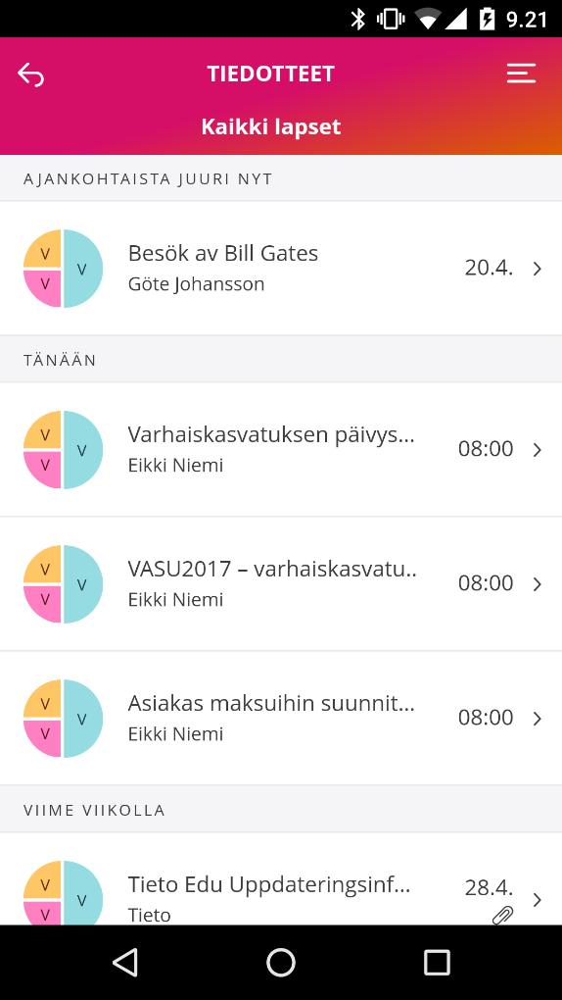 9.21
TIEDOTTEET
Kaikki lapset
AJANKOHTAISTA JUURI NYT
V
V
V
Besök av Bill Gates
Göte Johansson
20.4.
TÄNÄÄN
V
V
V
Varhaiskasvatuksen päivys...
Eikki Niemi
08:00
V
V
V
VASU2017 – varhaiskasvatu..
Eikki Niemi
08:00
V
V
V
Asiakas maksuihin suunnit...
Eikki Niemi
08:00
VIIME VIIKOLLA
V
V
V
Tieto Edu Uppdateringsinf...
Tieto
28.4.